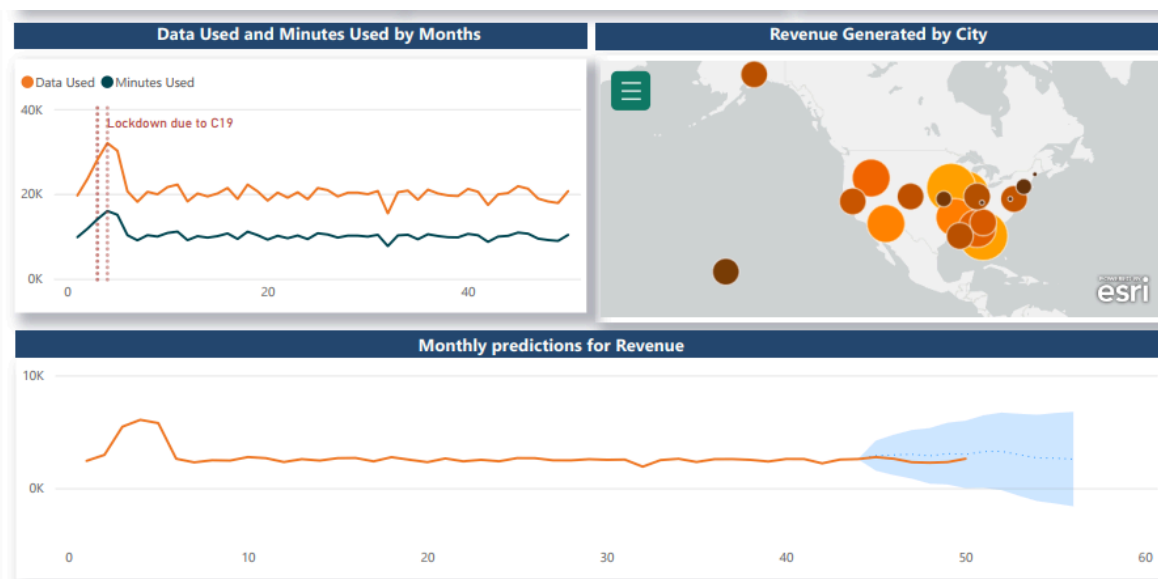 Data Used and Minutes Used by Months
Data Used Minutes Used
40K
Lockdown due to C19
20K
0K
0 20 40
Revenue Generated by City
esri
Monthly predictions for Revenue
10K
0K
0 10 20 30 40 50 60